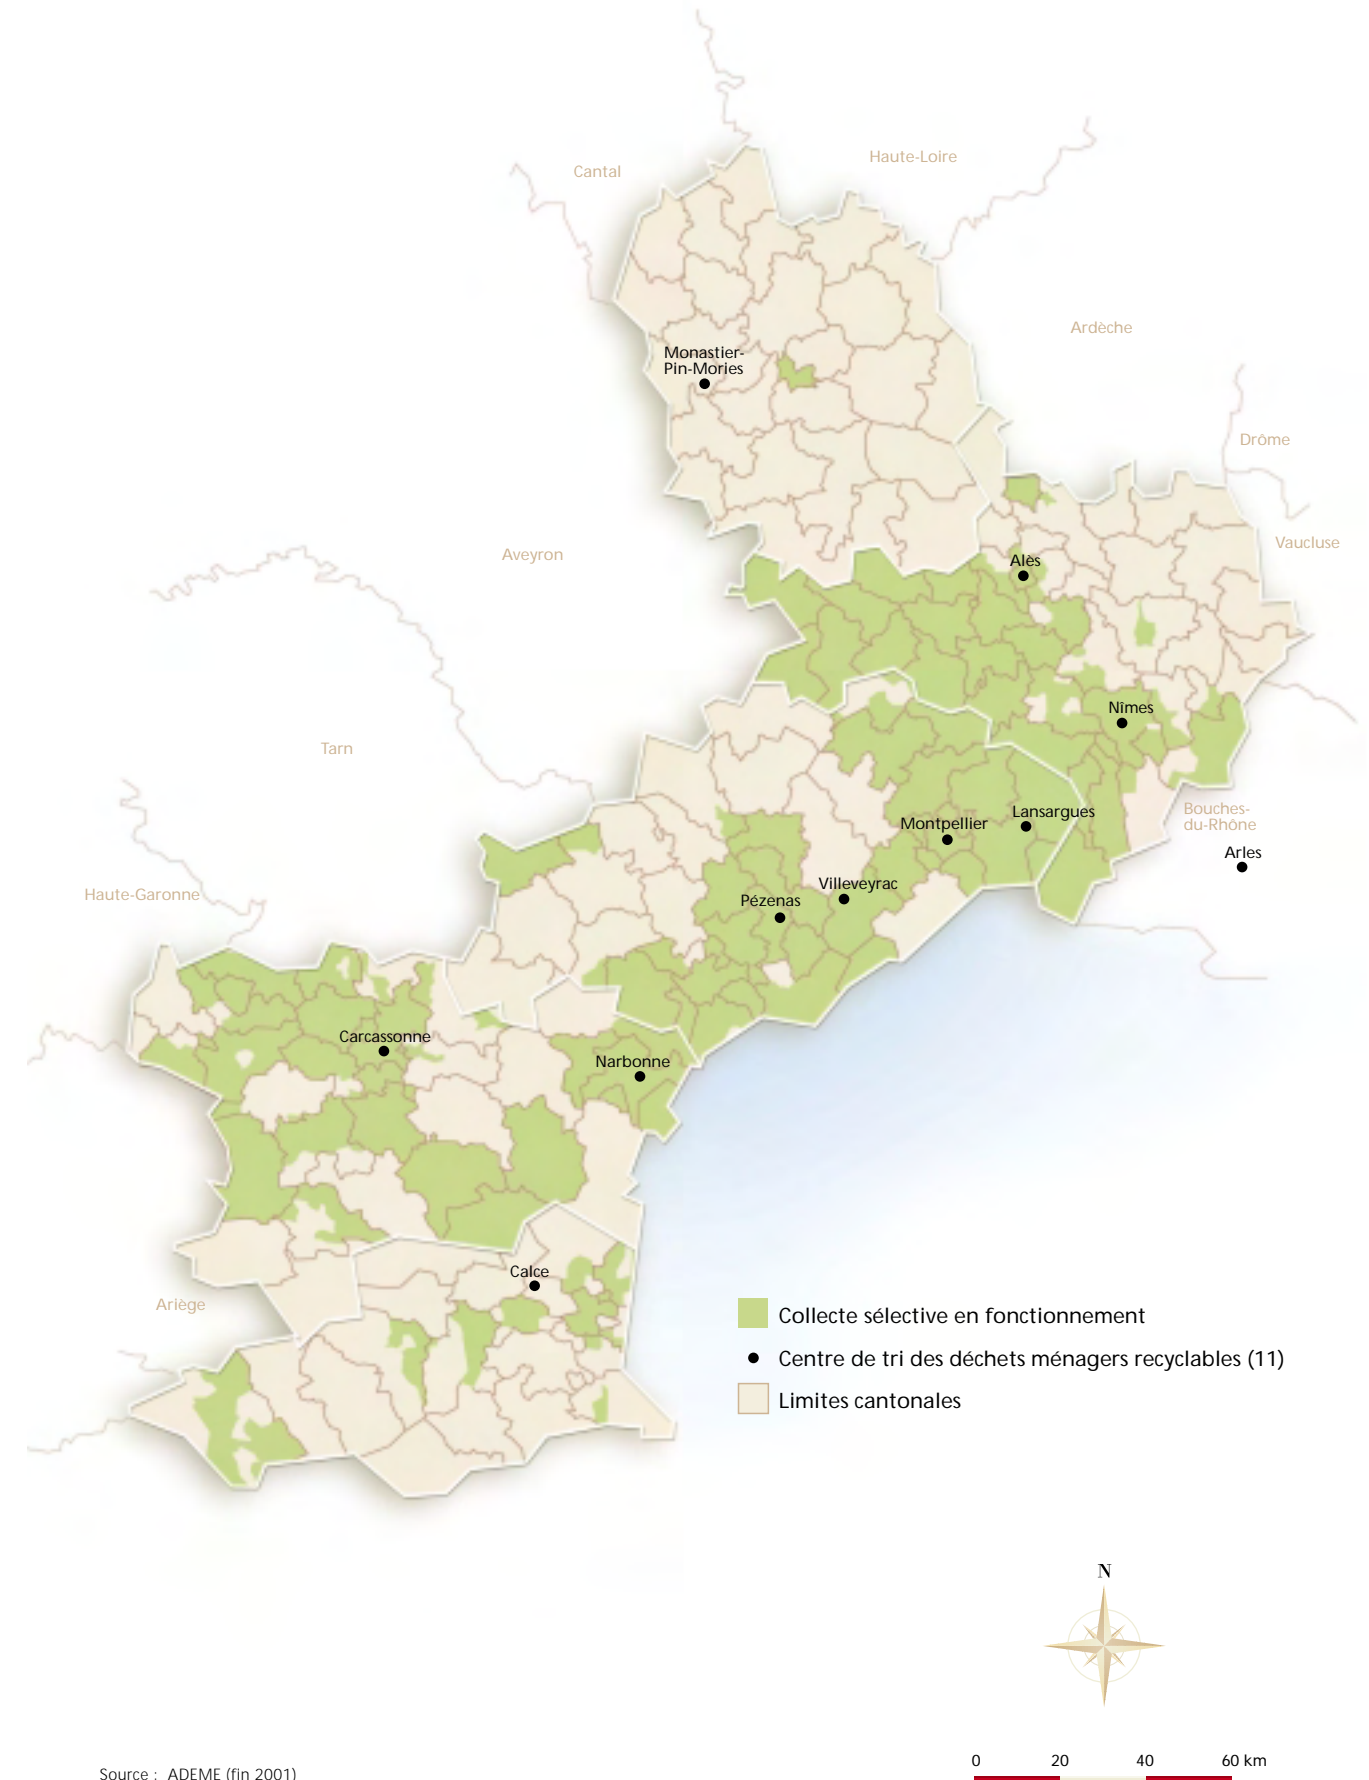 Cantal
Haute-Loire
Ardèche
Monastier-
Pin-Mories
Drôme
Vaucluse
Aveyron
Alès
Nîmes
Tarn
Bouches-
du-Rhône
Lansargues
Montpellier
Arles
Villeveyrac
Pézenas
Haute-Garonne
Carcassonne
Narbonne
Calce
Ariège
Collecte sélective en fonctionnement
Centre de tri des déchets ménagers recyclables (11)
Limites cantonales
N
0 20 40 60 km
Source : ADEME (fin 2001)